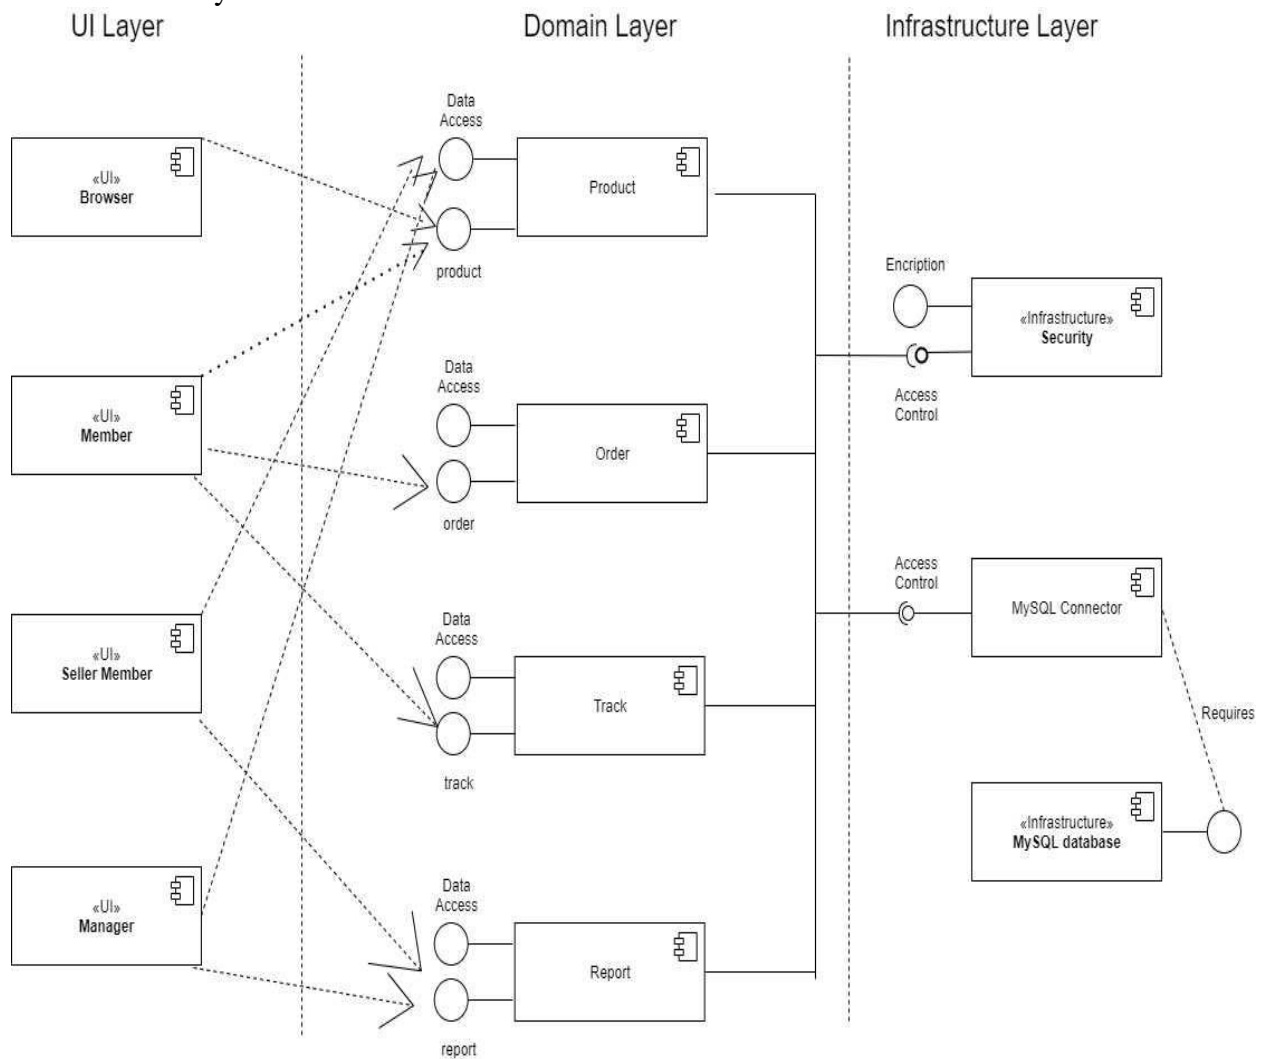 UI Layer
Domain Layer
Infrastructure Layer
Data
Access
«UI»
Browser
Product
product
Encription
«Infrastructure»
Security
Access
Control
Data
Access
«UI»
Member
Order
order
Access
Control
MySQL Connector
Data
Access
«UI»
Seller Member
Track
track
Requires
«Infrastructure»
MySQL database
Data
Access
«UI»
Manager
Report
report